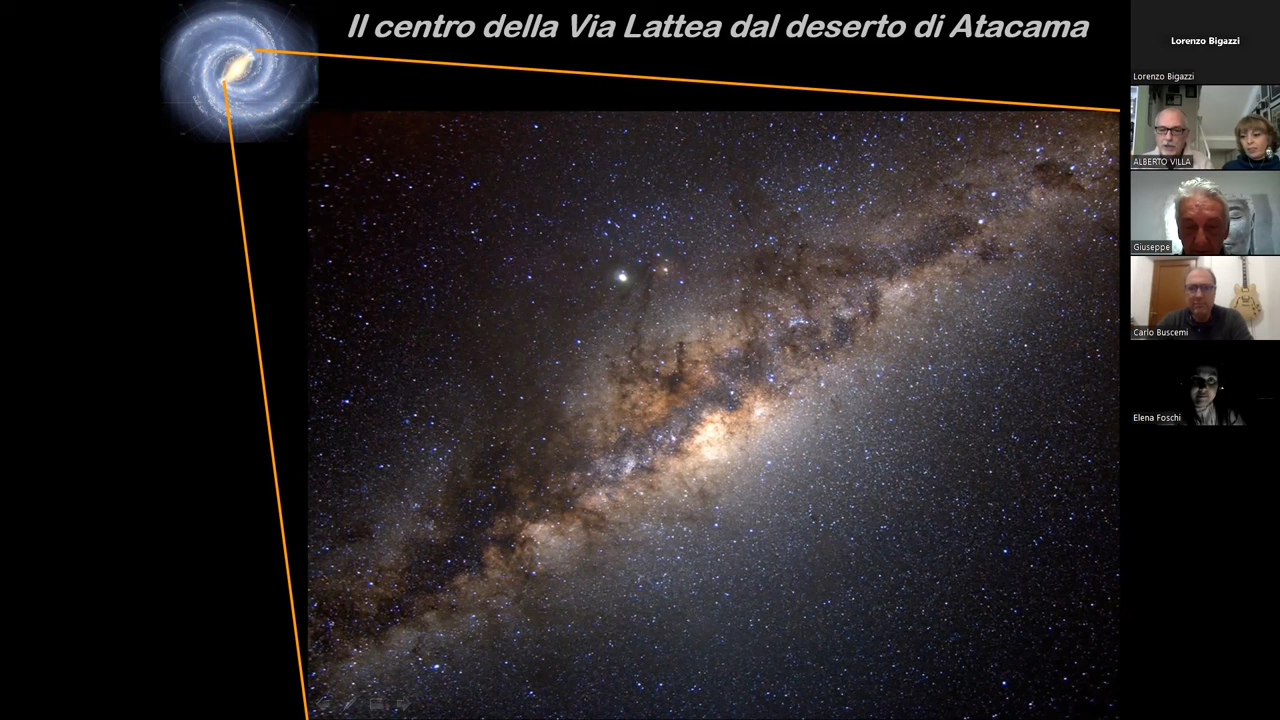 Il centro della Via Lattea dal deserto di Atacama
Lorenzo Bigazzi
Lorenzo Bigazzi
ALBERTO VILLA
Giuseppe
Carlo Buscemi
Elena Foschi